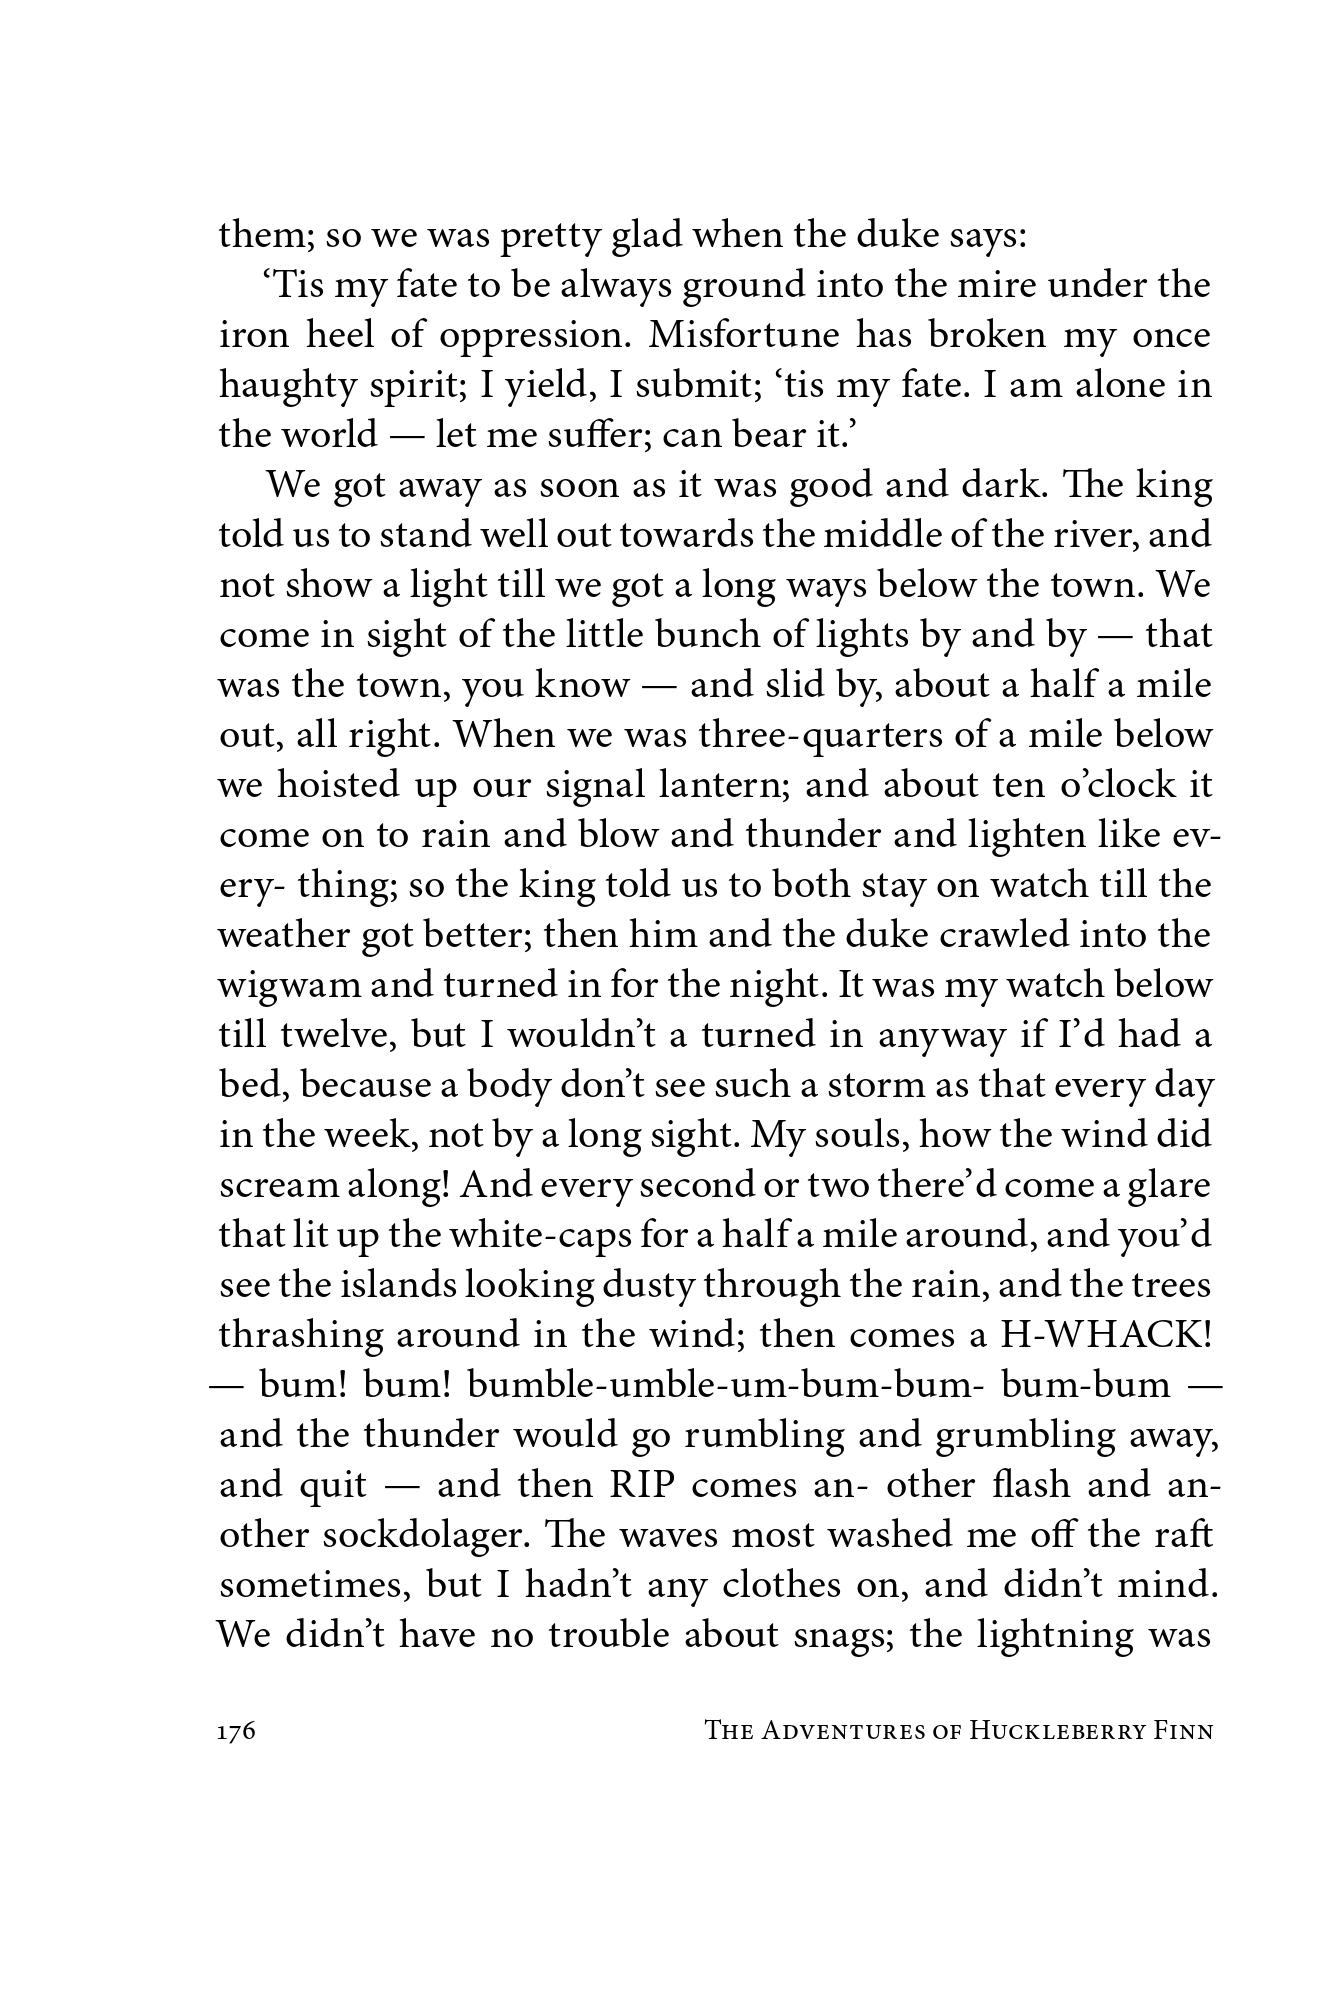 them; so we was pretty glad when the duke says:
‘Tis my fate to be always ground into the mire under the
iron heel of oppression. Misfortune has broken my once
haughty spirit; I yield, I submit; ‘tis my fate. I am alone in
the world — let me suffer; can bear it.’
We got away as soon as it was good and dark. The king
told us to stand well out towards the middle of the river, and
not show a light till we got a long ways below the town. We
come in sight of the little bunch of lights by and by — that
was the town, you know — and slid by, about a half a mile
out, all right. When we was three-quarters of a mile below
we hoisted up our signal lantern; and about ten o’clock it
come on to rain and blow and thunder and lighten like ev-
ery- thing; so the king told us to both stay on watch till the
weather got better; then him and the duke crawled into the
wigwam and turned in for the night. It was my watch below
till twelve, but I wouldn’t a turned in anyway if I’d had a
bed, because a body don’t see such a storm as that every day
in the week, not by a long sight. My souls, how the wind did
scream along! And every second or two there’d come a glare
that lit up the white-caps for a half a mile around, and you’d
see the islands looking dusty through the rain, and the trees
thrashing around in the wind; then comes a H-WHACK!
— bum! bum! bumble-umble-um-bum-bum- bum-bum —
and the thunder would go rumbling and grumbling away,
and quit — and then RIP comes an- other flash and an-
other sockdolager. The waves most washed me off the raft
sometimes, but I hadn’t any clothes on, and didn’t mind.
We didn’t have no trouble about snags; the lightning was
176 The Adventures of Huckleberry Finn